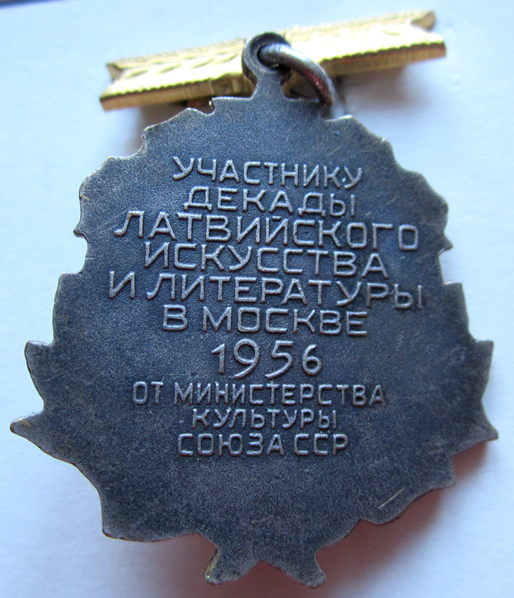 УЧАСТНИКУ
ДЕКАДЫ
ЛАТВИЙСКОГО
ИСКУССТВА
И ЛИТЕРАТУРЫ
В МОСКВЕ
1956
ОТ МИНИСТЕРСТВА
КУЛЬТУРЫ
СОЮЗА ССР